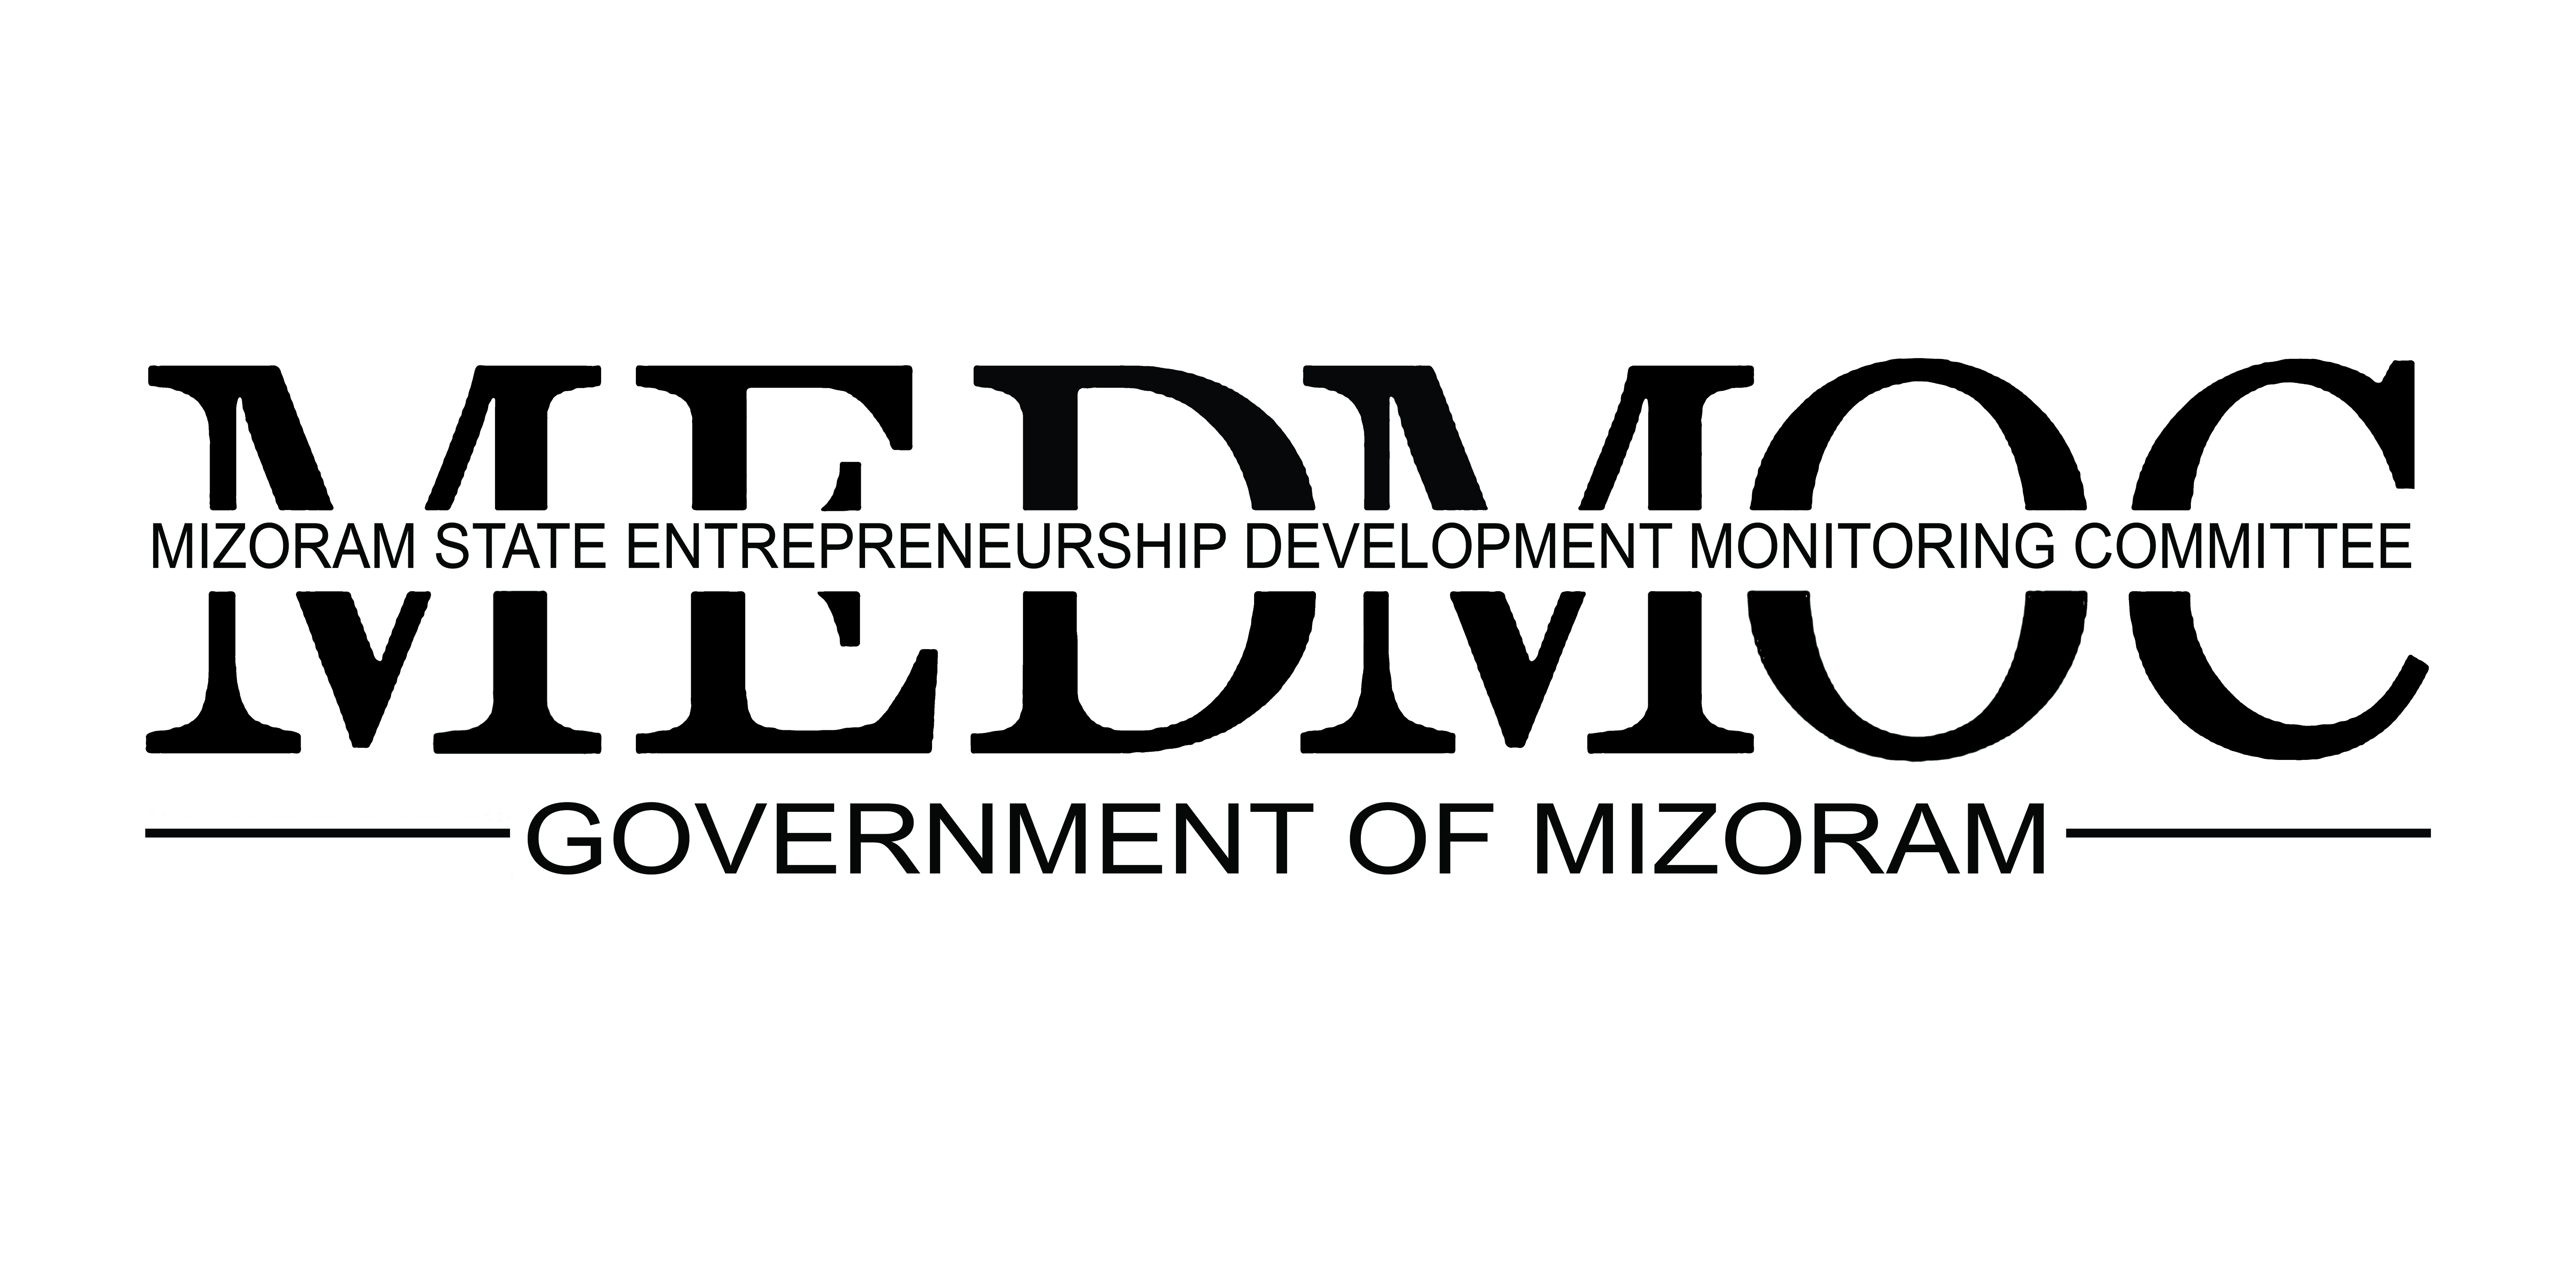 MEDMOC
MIZORAM STATE ENTREPRENEURSHIP DEVELOPMENT MONITORING COMMITTEE
GOVERNMENT OF MIZORAM